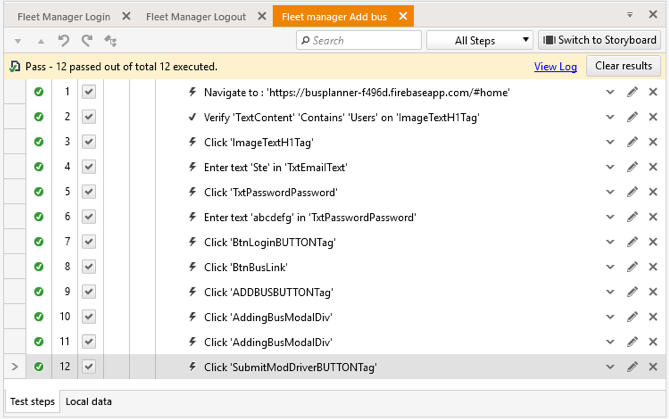 Fleet Manager Login
Fleet Manager Logout
Fleet manager Add bus
Search
All Steps
Switch to Storyboard
Pass - 12 passed out of total 12 executed.
View Log
Clear results
1 Navigate to : 'https://busplanner-f496d.firebaseapp.com/#home'
2 Verify 'TextContent' 'Contains' 'Users' on 'ImageTextH1Tag'
3 Click 'ImageTextH1Tag'
4 Enter text 'Ste' in 'TxtEmailText'
5 Click 'TxtPasswordPassword'
6 Enter text 'abcdefg' in 'TxtPasswordPassword'
7 Click 'BtnLoginBUTTONTag'
8 Click 'BtnBusLink'
9 Click 'ADDBUSBUTTONTag'
10 Click 'AddingBusModalDiv'
11 Click 'AddingBusModalDiv'
12 Click 'SubmitModDriverBUTTONTag'
Test steps
Local data